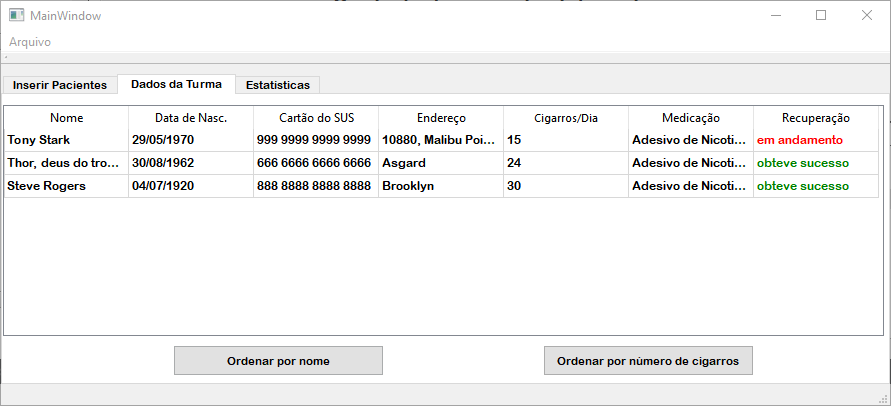 MainWindow
Arquivo
Inserir Pacientes Dados da Turma Estatísticas
Nome Data de Nasc. Cartão do SUS Endereço Cigarros/Dia Medicação Recuperação
Tony Stark 29/05/1970 999 9999 9999 9999 10880, Malibu Poi... 15 Adesivo de Nicoti... em andamento
Thor, deus do tro... 30/08/1962 666 6666 6666 6666 Asgard 24 Adesivo de Nicoti... obteve sucesso
Steve Rogers 04/07/1920 888 8888 8888 8888 Brooklyn 30 Adesivo de Nicoti... obteve sucesso
Ordenar por nome Ordenar por número de cigarros